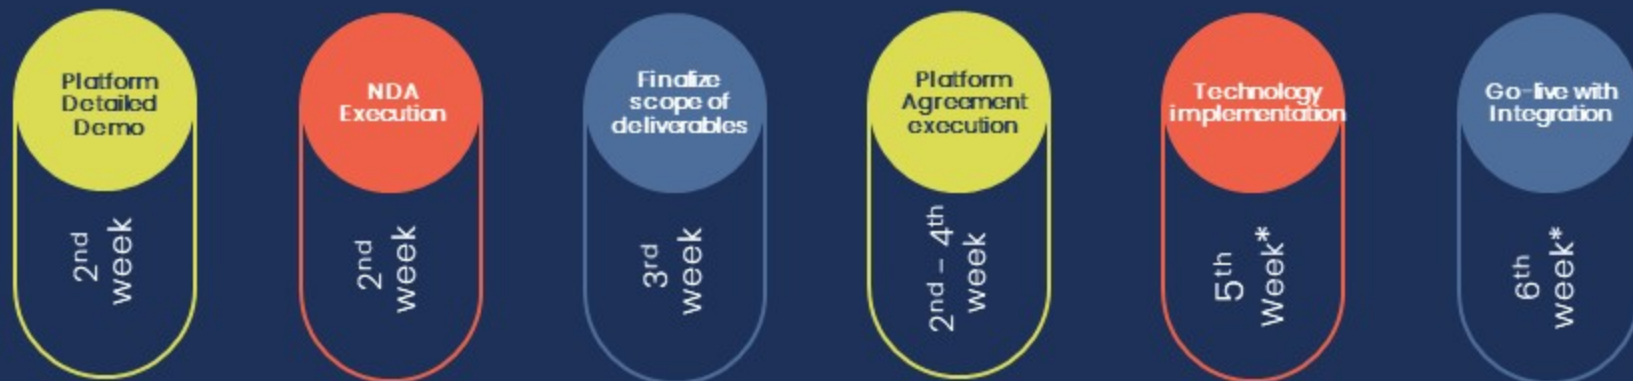 Platform
Detailed
Demo
2nd
week
NDA
Execution
2nd
week
Finalize
scope of
deliverables
3rd
week
Platform
Agreement
execution
2nd – 4th
week
Technology
implementation
5th
Week*
Go-live with
Integration
6th
week*